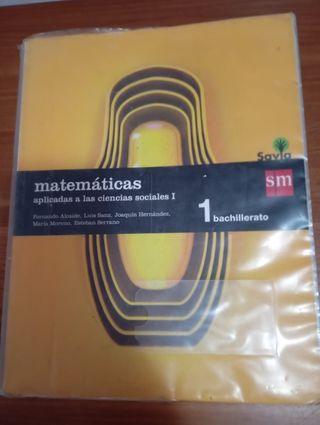 Savia
sm
matemáticas
aplicadas a las ciencias sociales I
Fernando Alcaide, Luis Sanz, Joaquín Hernández,
María Moreno, Esteban Serrano
1 bachillerato